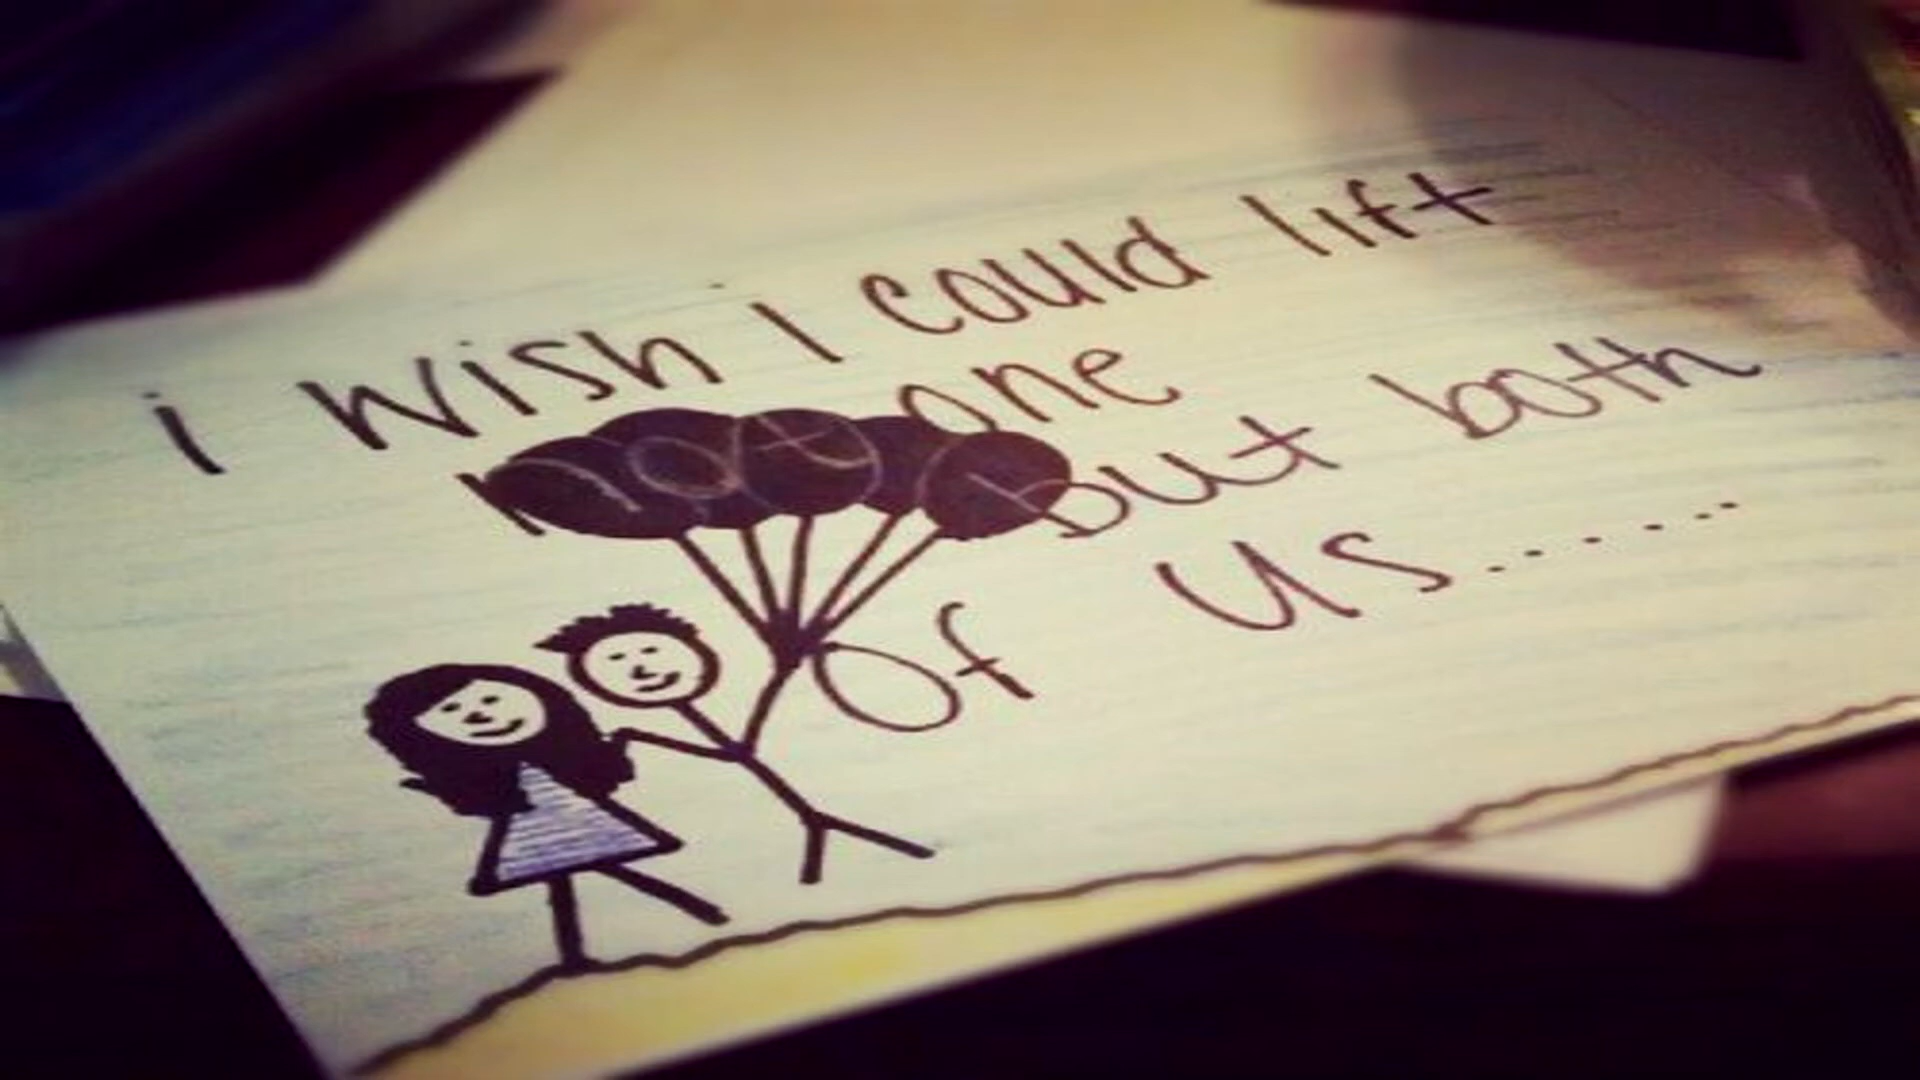 i wish I could lift
not one
but both
of us.......